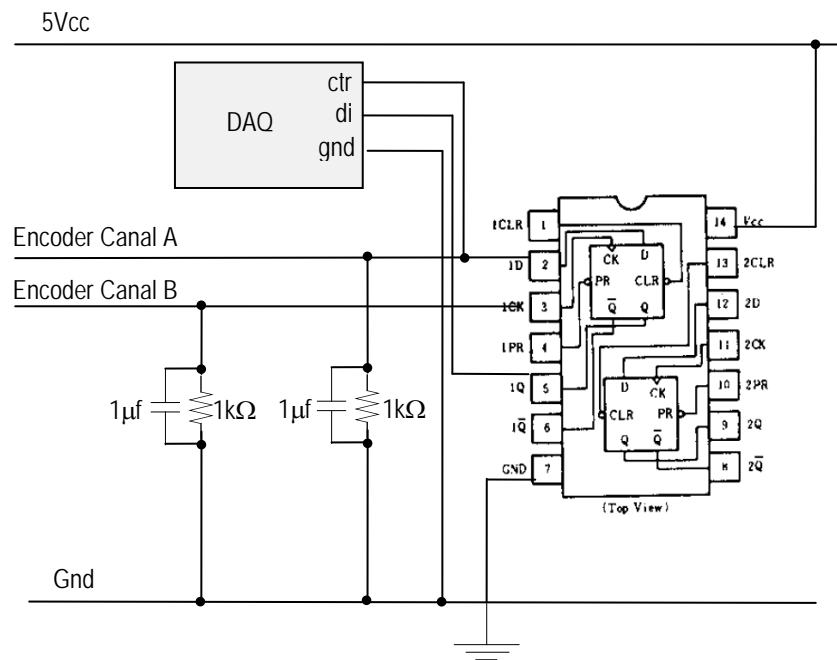 5Vcc
DAQ
ctr
di
gnd
Encoder Canal A
Encoder Canal B
1μf
1kΩ
1μf
1kΩ
Gnd
1CLR
1
1D
2
1CK
3
1PR
4
1Q
5
1Q̅
6
GND
7
14
Vcc
13
2CLR
12
2D
11
2CK
10
2PR
9
2Q
8
2Q̅
CK
D
PR
CLR
Q̅
Q
D
CK
CLR
PR
Q
Q̅
(Top View)